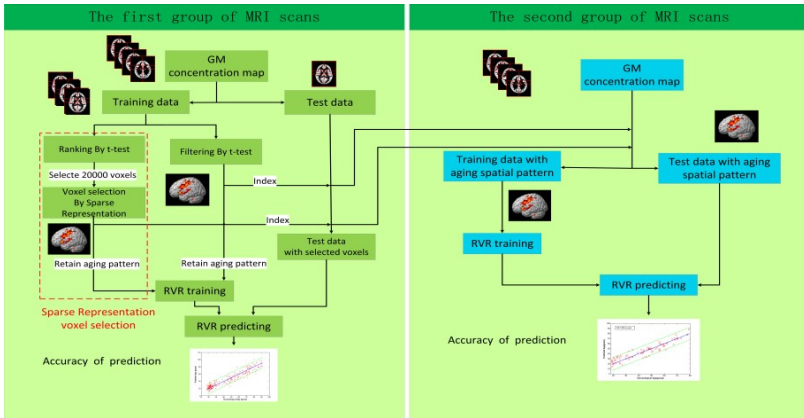 The first group of MRI scans
GM
concentration map
Training data
Test data
Ranking By t-test
Filtering By t-test
Selecte 20000 voxels
Voxel selection
By Sparse
Representation
Index
Index
Test data
with selected voxels
Retain aging pattern
Retain aging pattern
RVR training
Sparse Representation
voxel selection
RVR predicting
Accuracy of prediction
The second group of MRI scans
GM
concentration map
Training data with
aging spatial pattern
Test data with aging
spatial pattern
RVR training
RVR predicting
Accuracy of prediction